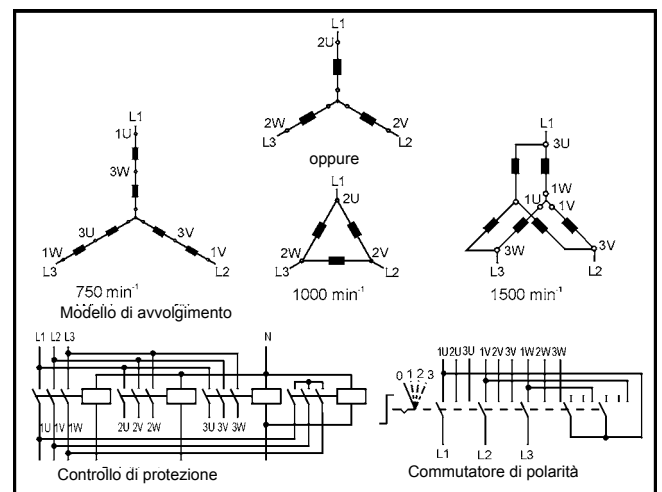 L1
2U
2W
2V
L3
L2
oppure
L1
1U
3W
3U
3V
1W
1V
L3
L2
750 min⁻¹
L1
2U
2W
2V
L3
L2
1000 min⁻¹
L1
3U
1W
1U
1V
3W
3V
L3
L2
1500 min⁻¹
Modello di avvolgimento
L1 L2 L3
N
1U 1V 1W
2U 2V 2W
3U 3V 3W
Controllo di protezione
1U 2U 3U 1V 2V 3V 1W 2W 3W
0 1 2 3
L1 L2 L3
Commutatore di polarità